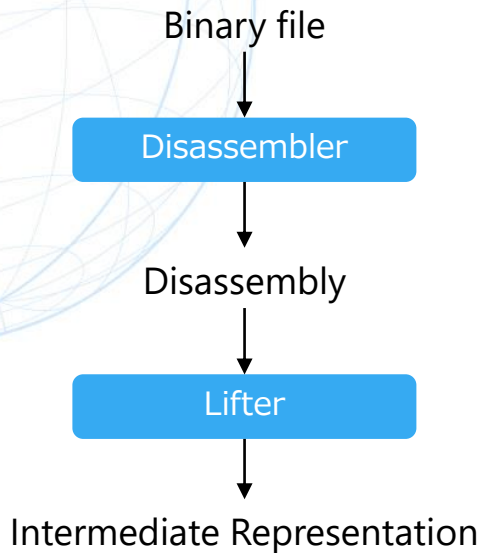 Binary file
Disassembler
Disassembly
Lifter
Intermediate Representation